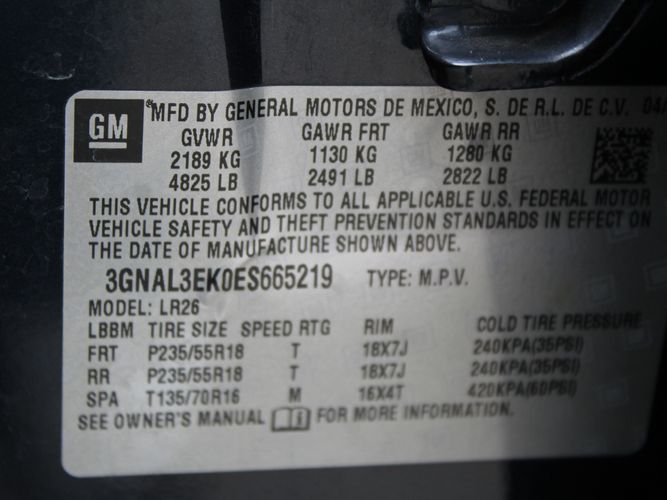 GM
MFD BY GENERAL MOTORS DE MEXICO, S. DE R.L. DE C.V. 04
GVWR GAWR FRT GAWR RR
2189 KG 1130 KG 1280 KG
4825 LB 2491 LB 2822 LB
THIS VEHICLE CONFORMS TO ALL APPLICABLE U.S. FEDERAL MOTOR
VEHICLE SAFETY AND THEFT PREVENTION STANDARDS IN EFFECT ON
THE DATE OF MANUFACTURE SHOWN ABOVE.
3GNAL3EK0ES665219 TYPE: M.P.V.
MODEL: LR26
LBBM TIRE SIZE SPEED RTG RIM COLD TIRE PRESSURE
FRT P235/55R18 T 18X7J 240KPA(35PSI)
RR P235/55R18 T 18X7J 240KPA(35PSI)
SPA T135/70R16 M 16X4T 420KPA(60PSI)
SEE OWNER'S MANUAL FOR MORE INFORMATION.